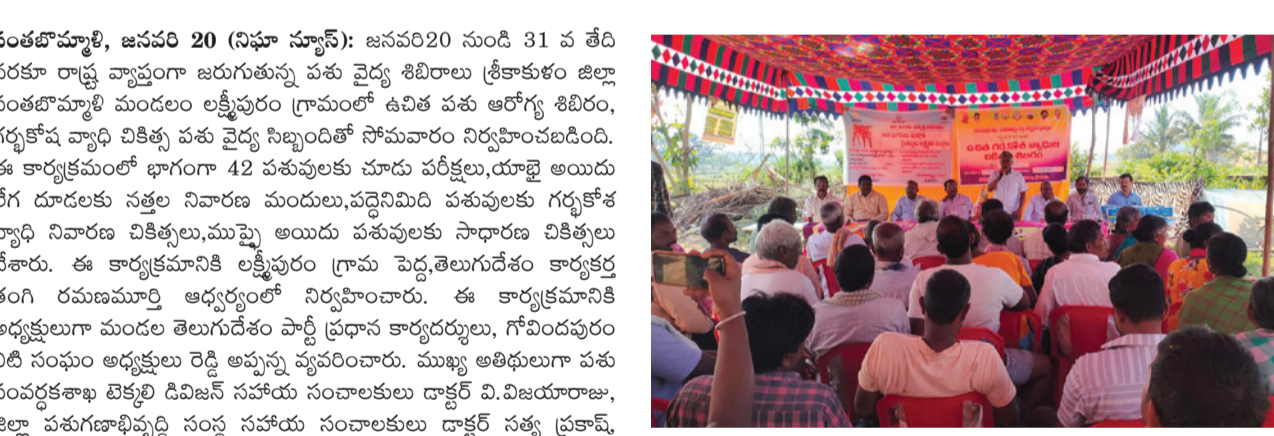 సంతబొమ్మాళి, జనవరి 20 (నిఘా న్యూస్): జనవరి20 నుండి 31 వ తేది
వరకూ రాష్ట్ర వ్యాప్తంగా జరుగుతున్న పశు వైద్య శిబిరాలు శ్రీకాకుళం జిల్లా
సంతబొమ్మాళి మండలం లక్ష్మీపురం గ్రామంలో ఉచిత పశు ఆరోగ్య శిబిరం,
గర్భకోష వ్యాధి చికిత్స పశు వైద్య సిబ్బందితో సోమవారం నిర్వహించబడింది.
ఈ కార్యక్రమంలో భాగంగా 42 పశువులకు చూడు పరీక్షలు,యాభై అయిదు
లేగ దూడలకు నత్తల నివారణ మందులు,పద్దెనిమిది పశువులకు గర్భకోశ
వ్యాధి నివారణ చికిత్సలు,ముప్పై అయిదు పశువులకు సాధారణ చికిత్సలు
చేశారు. ఈ కార్యక్రమానికి లక్ష్మీపురం గ్రామ పెద్ద,తెలుగుదేశం కార్యకర్త
తంగి రమణమూర్తి ఆధ్వర్యంలో నిర్వహించారు. ఈ కార్యక్రమానికి
అధ్యక్షులుగా మండల తెలుగుదేశం పార్టీ ప్రధాన కార్యదర్శులు, గోవిందపురం
నీటి సంఘం అధ్యక్షులు రెడ్డి అప్పన్న వ్యవరించారు. ముఖ్య అతిథులుగా పశు
సంవర్ధకశాఖ టెక్కలి డివిజన్ సహాయ సంచాలకులు డాక్టర్ వి.విజయారాజు,
జిల్లా పశుగణాభివృద్ధి సంస్థ సహాయ సంచాలకులు డాక్టర్ సత్య ప్రకాష్,